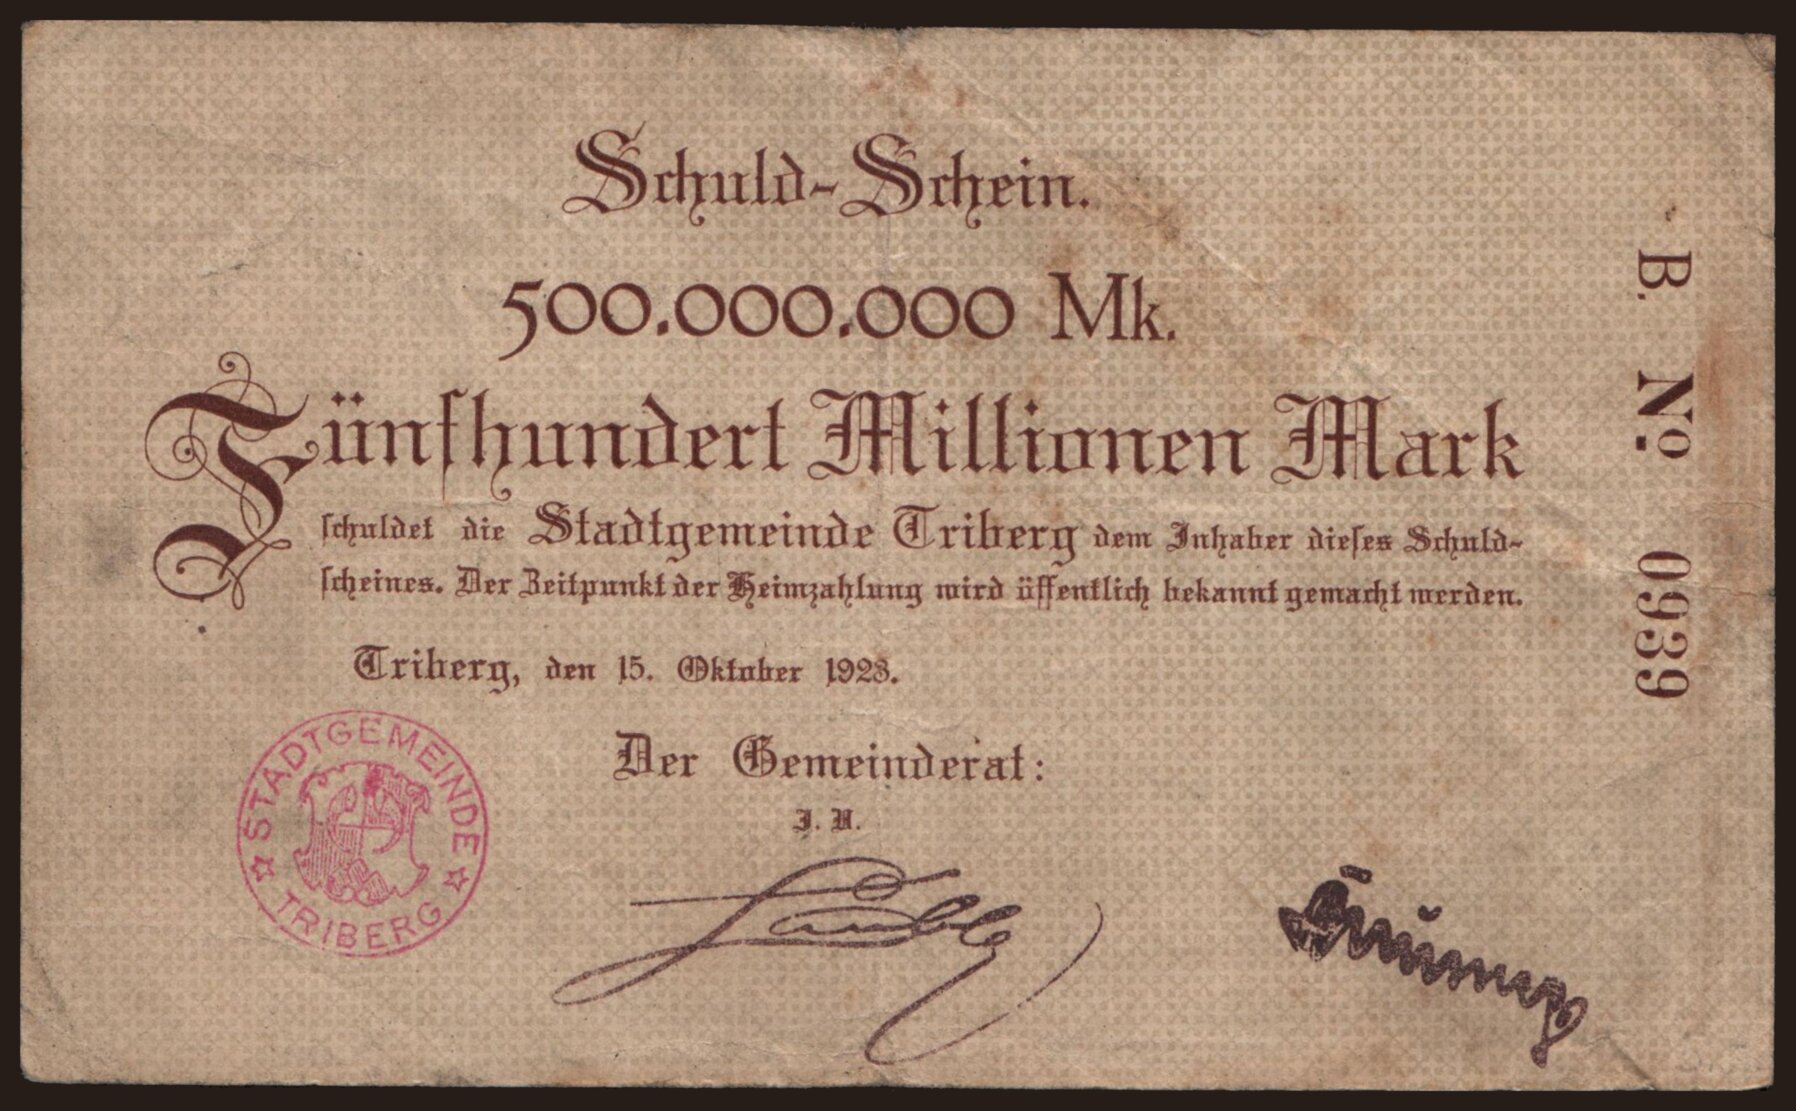 Schuld-Schein.
500.000.000 Mk.
Fünfhundert Millionen Mark
schuldet die Stadtgemeinde Triberg dem Inhaber dieses Schuld-
scheines. Der Zeitpunkt der Heimzahlung wird öffentlich bekannt gemacht werden.
Triberg, den 15. Oktober 1923.
Der Gemeinderat:
J. V.
STADTGEMEINDE
TRIBERG
B. No 0939